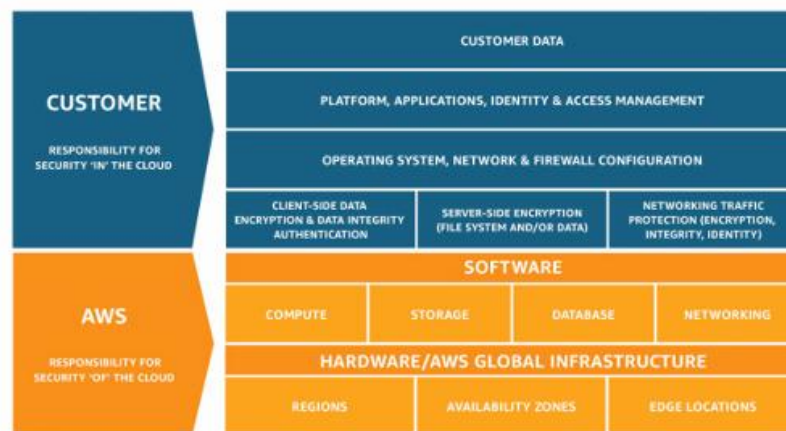 CUSTOMER
RESPONSIBILITY FOR
SECURITY 'IN' THE CLOUD
CUSTOMER DATA
PLATFORM, APPLICATIONS, IDENTITY & ACCESS MANAGEMENT
OPERATING SYSTEM, NETWORK & FIREWALL CONFIGURATION
CLIENT-SIDE DATA
ENCRYPTION & DATA INTEGRITY
AUTHENTICATION
SERVER-SIDE ENCRYPTION
(FILE SYSTEM AND/OR DATA)
NETWORKING TRAFFIC
PROTECTION (ENCRYPTION,
INTEGRITY, IDENTITY)
AWS
RESPONSIBILITY FOR
SECURITY 'OF' THE CLOUD
SOFTWARE
COMPUTE
STORAGE
DATABASE
NETWORKING
HARDWARE/AWS GLOBAL INFRASTRUCTURE
REGIONS
AVAILABILITY ZONES
EDGE LOCATIONS